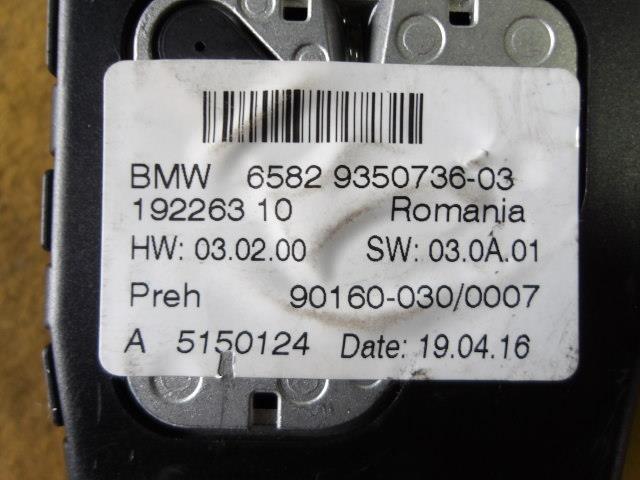 BMW 6582 9350736-03
192263 10 Romania
HW: 03.02.00 SW: 03.0A.01
Preh 90160-030/0007
A 5150124 Date: 19.04.16